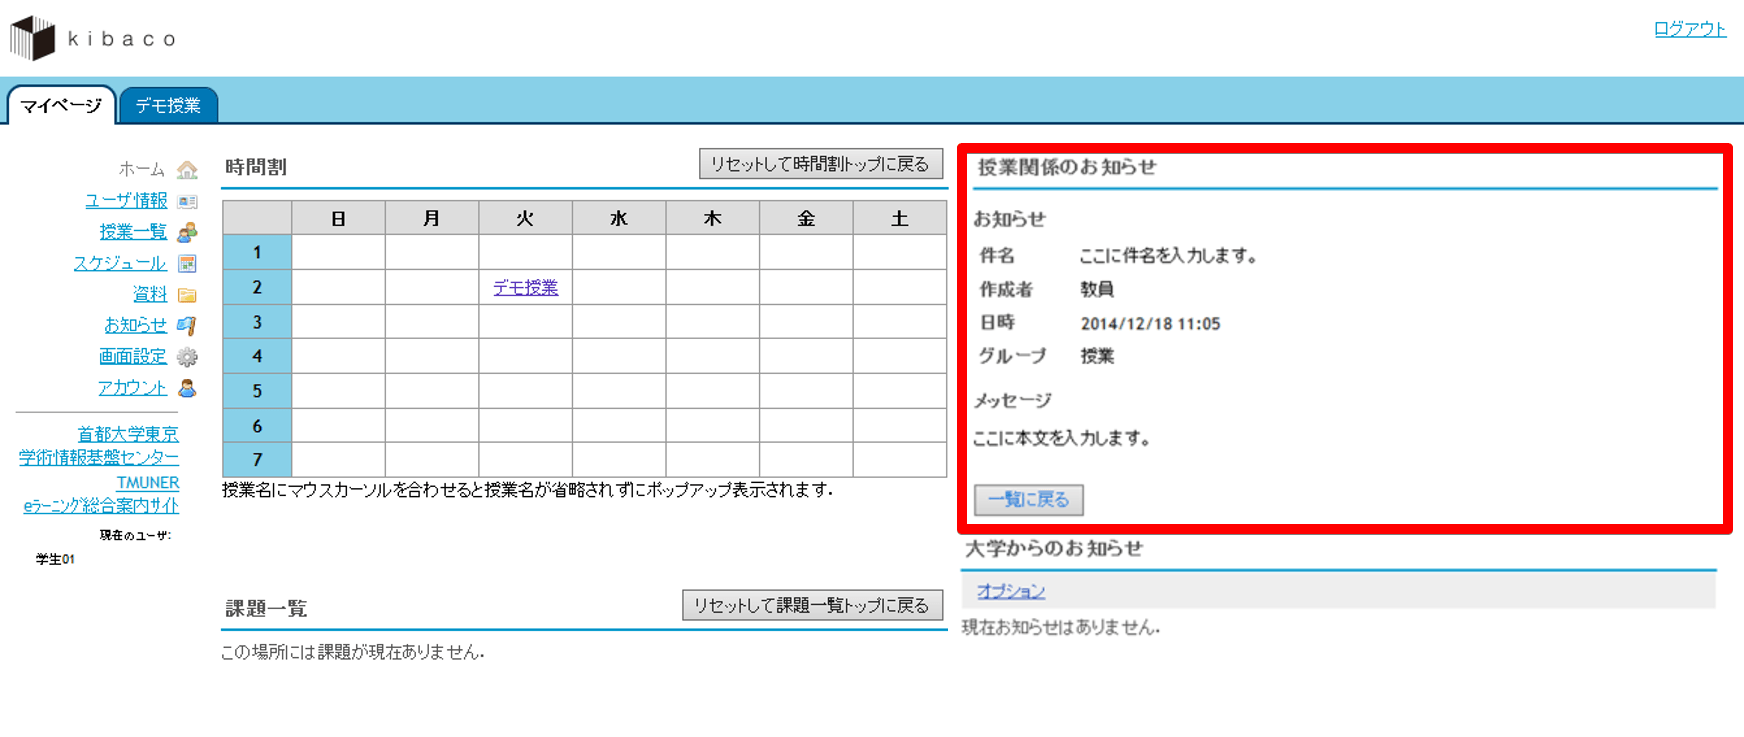 kibaco
ログアウト
マイページ
デモ授業
ホーム
ユーザ情報
授業一覧
スケジュール
資料
お知らせ
画面設定
アカウント
首都大学東京
学術情報基盤センター
TMUNER
eラーニング総合案内サイト
現在のユーザ:
学生01
時間割
リセットして時間割トップに戻る
日 月 火 水 木 金 土
1
2 デモ授業
3
4
5
6
7
授業名にマウスカーソルを合わせると授業名が省略されずにポップアップ表示されます.
課題一覧
リセットして課題一覧トップに戻る
この場所には課題が現在ありません.
授業関係のお知らせ
お知らせ
件名 ここに件名を入力します。
作成者 教員
日時 2014/12/18 11:05
グループ 授業
メッセージ
ここに本文を入力します。
一覧に戻る
大学からのお知らせ
オプション
現在お知らせはありません.